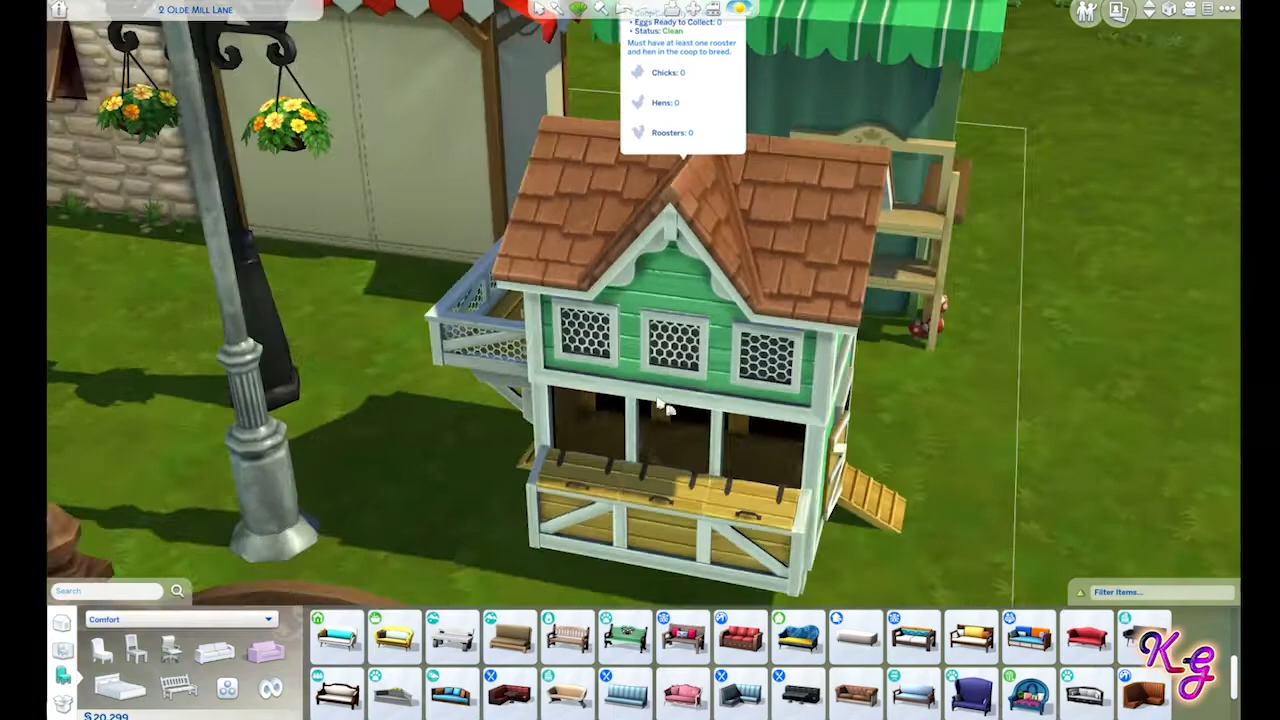 2 OLDE MILL LANE
• Eggs Ready to Collect: 0
• Status: Clean
Must have at least one rooster
and hen in the coop to breed.
Chicks: 0
Hens: 0
Roosters: 0
Search
Filter Items...
Comfort
§20,299
KG